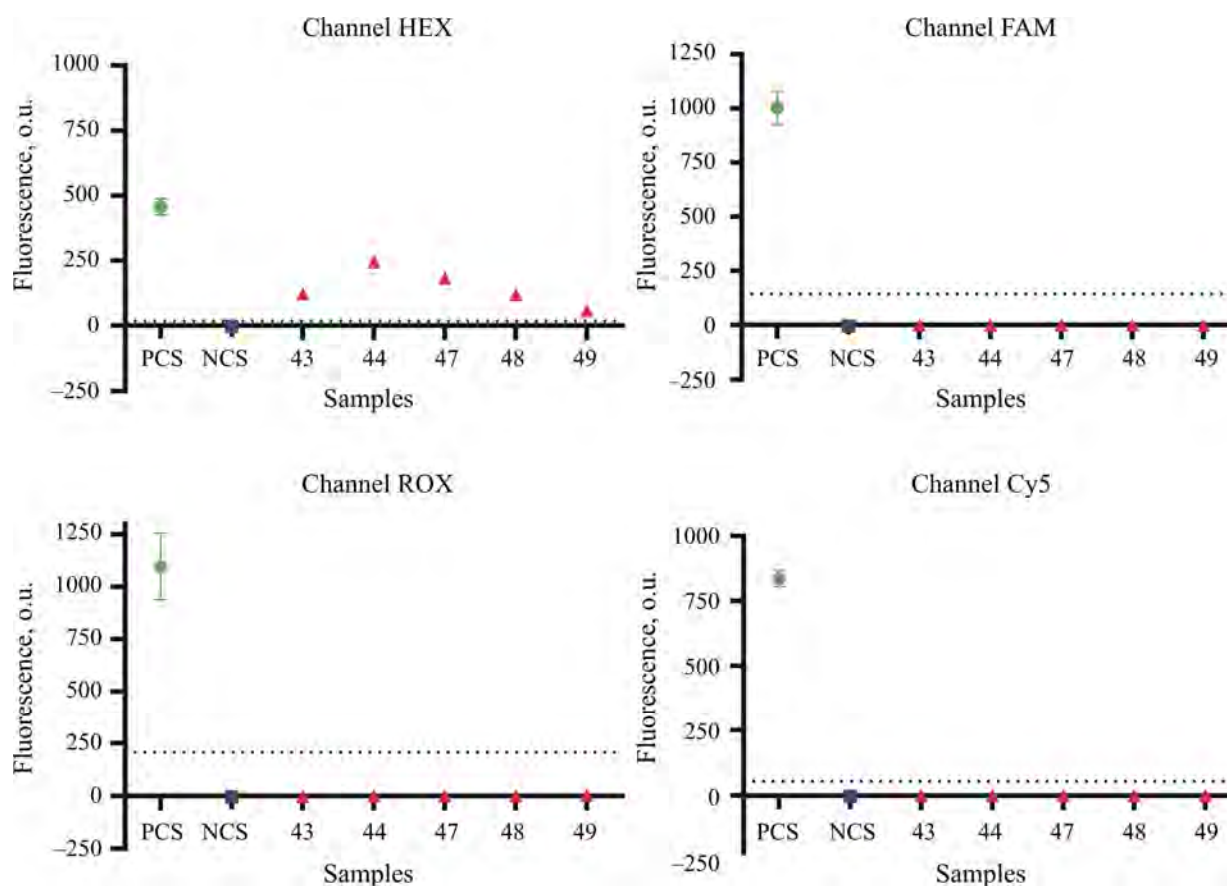 Channel HEX
Fluorescence, o.u.
1000
750
500
250
0
–250
PCS NCS 43 44 47 48 49
Samples
Channel FAM
Fluorescence, o.u.
1250
1000
750
500
250
0
–250
PCS NCS 43 44 47 48 49
Samples
Channel ROX
Fluorescence, o.u.
1250
1000
750
500
250
0
–250
PCS NCS 43 44 47 48 49
Samples
Channel Cy5
Fluorescence, o.u.
1000
750
500
250
0
–250
PCS NCS 43 44 47 48 49
Samples